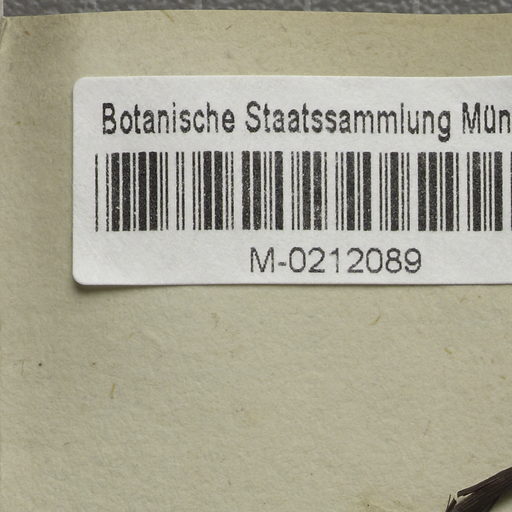 Botanische Staatssammlung Mün
M-0212089